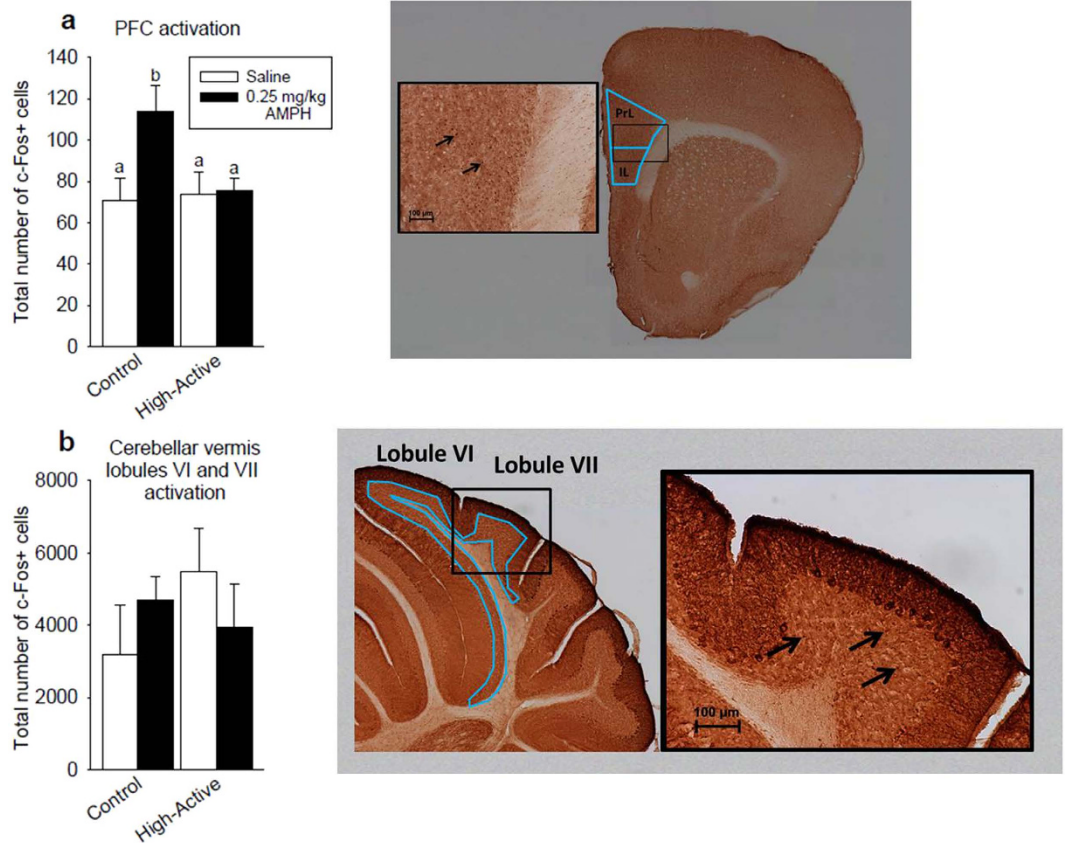 a
PFC activation
Total number of c-Fos+ cells
140
120
100
80
60
40
20
0
Saline
0.25 mg/kg
AMPH
a
b
a
a
Control
High-Active
100 µm
PrL
IL
b
Cerebellar vermis
lobules VI and VII
activation
Total number of c-Fos+ cells
8000
6000
4000
2000
0
Control
High-Active
Lobule VI
Lobule VII
100 µm